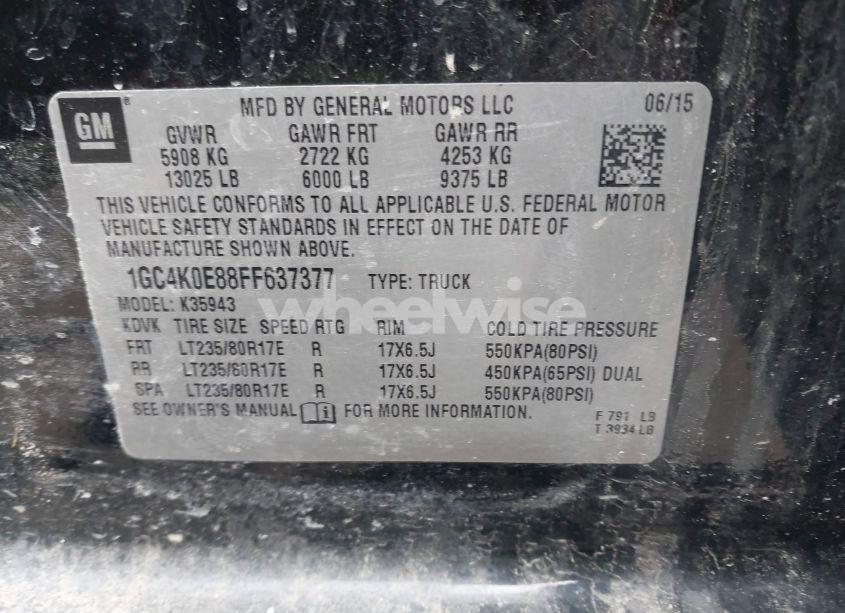 GM
MFD BY GENERAL MOTORS LLC 06/15
GVWR GAWR FRT GAWR RR
5908 KG 2722 KG 4253 KG
13025 LB 6000 LB 9375 LB
THIS VEHICLE CONFORMS TO ALL APPLICABLE U.S. FEDERAL MOTOR
VEHICLE SAFETY STANDARDS IN EFFECT ON THE DATE OF
MANUFACTURE SHOWN ABOVE.
1GC4K0E88FF637377 TYPE: TRUCK
MODEL: K35943
wheelwise
KDVK TIRE SIZE SPEED RTG RIM COLD TIRE PRESSURE
FRT LT235/80R17E R 17X6.5J 550KPA(80PSI)
RR LT235/80R17E R 17X6.5J 450KPA(65PSI) DUAL
SPA LT235/80R17E R 17X6.5J 550KPA(80PSI)
SEE OWNER'S MANUAL FOR MORE INFORMATION.
F 791 LB
T 3934 LB